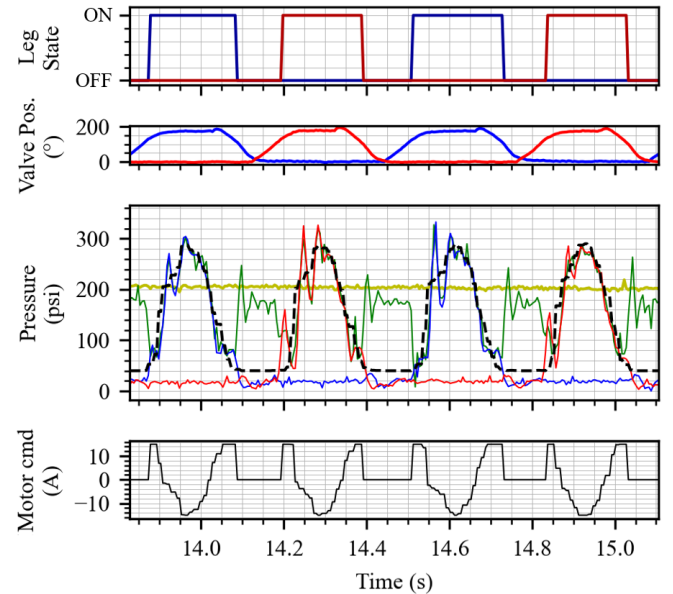 Leg
State
ON
OFF
Valve Pos.
(°)
200
0
Pressure
(psi)
300
200
100
0
Motor cmd
(A)
10
0
−10
14.0 14.2 14.4 14.6 14.8 15.0
Time (s)